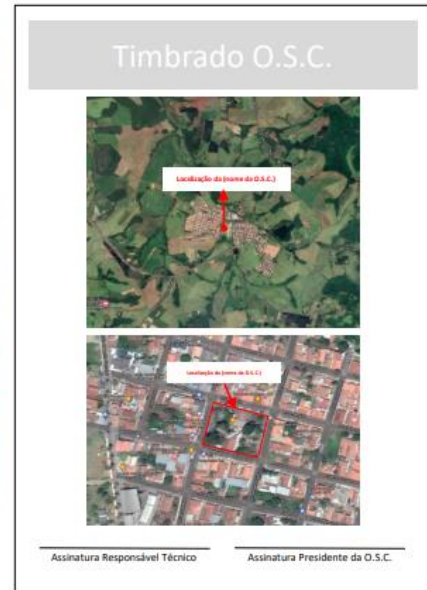 Timbrado O.S.C.
Localização da (nome da O.S.C.)
Localização da (nome da O.S.C.)
Assinatura Responsável Técnico
Assinatura Presidente da O.S.C.